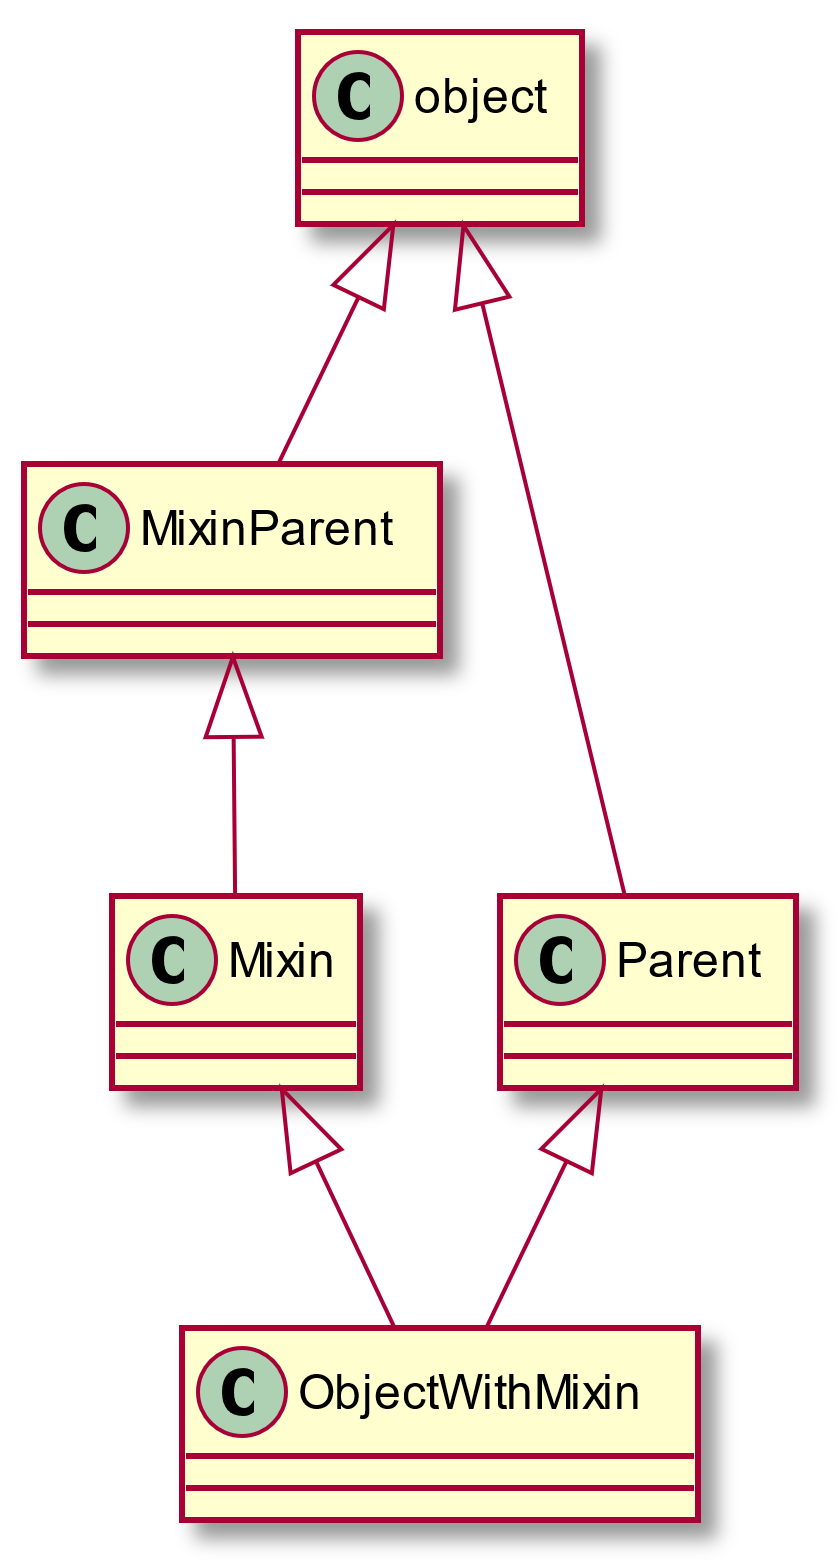 C object
C MixinParent
C Mixin
C Parent
C ObjectWithMixin